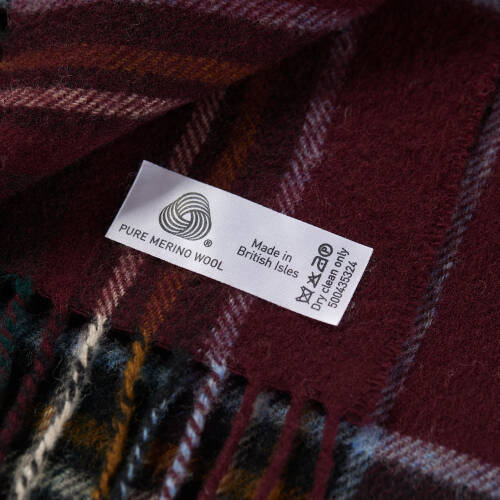 PURE MERINO WOOL
®
Made in
British Isles
P
Dry clean only
500435324